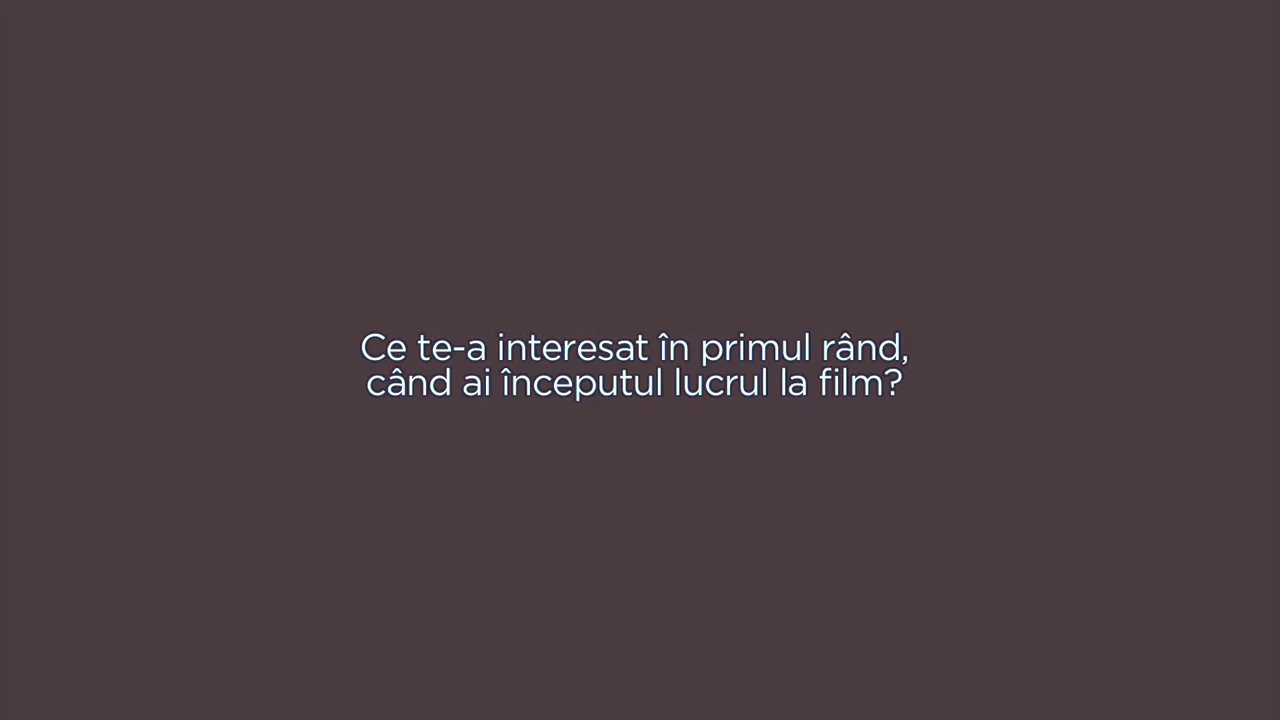 Ce te-a interesat în primul rând,
când ai începutul lucrul la film?